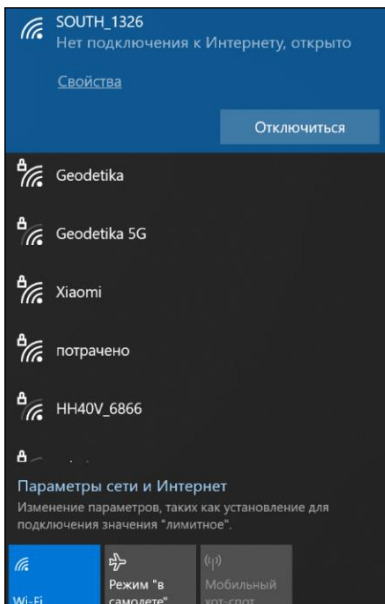 SOUTH_1326
Нет подключения к Интернету, открыто
Свойства
Отключиться
Geodetika
Geodetika 5G
Xiaomi
потрачено
HH40V_6866
Параметры сети и Интернет
Изменение параметров, таких как установление для
подключения значения "лимитное".
Wi-Fi
Режим "в
самолете"
Мобильный
хот-спот